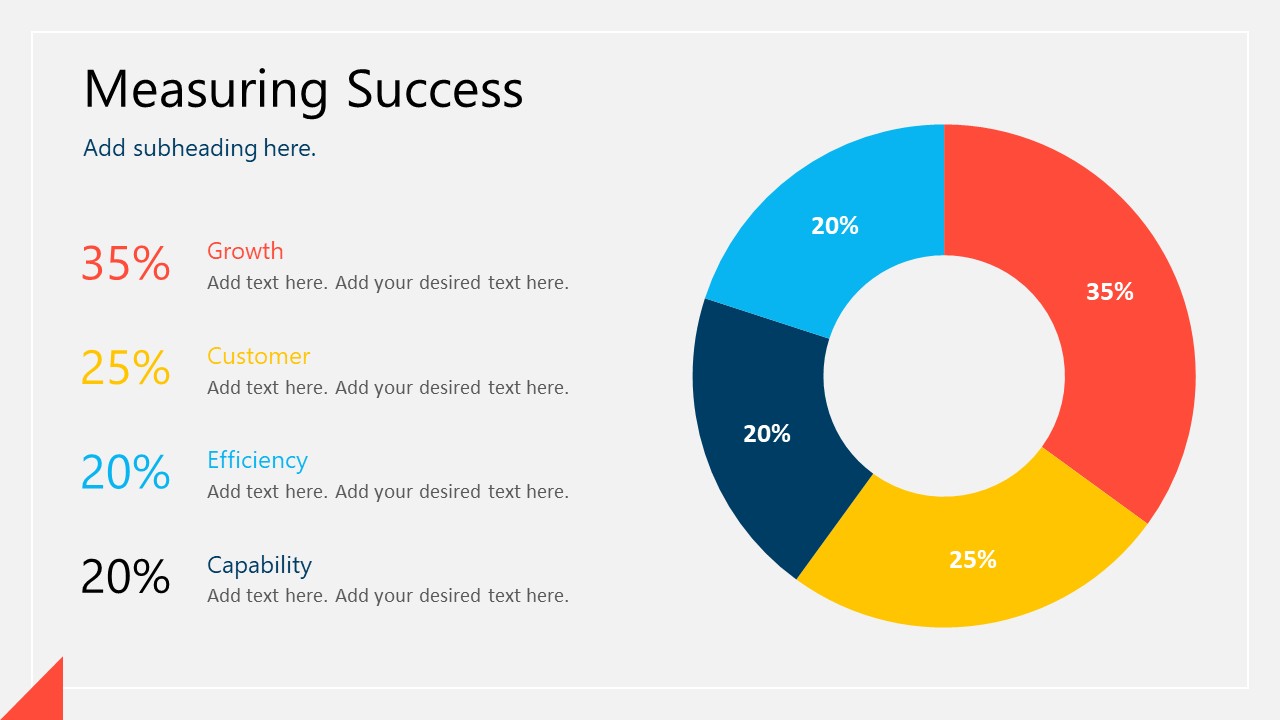 Measuring Success
Add subheading here.
35%
Growth
Add text here. Add your desired text here.
25%
Customer
Add text here. Add your desired text here.
20%
Efficiency
Add text here. Add your desired text here.
20%
Capability
Add text here. Add your desired text here.
20%
35%
20%
25%